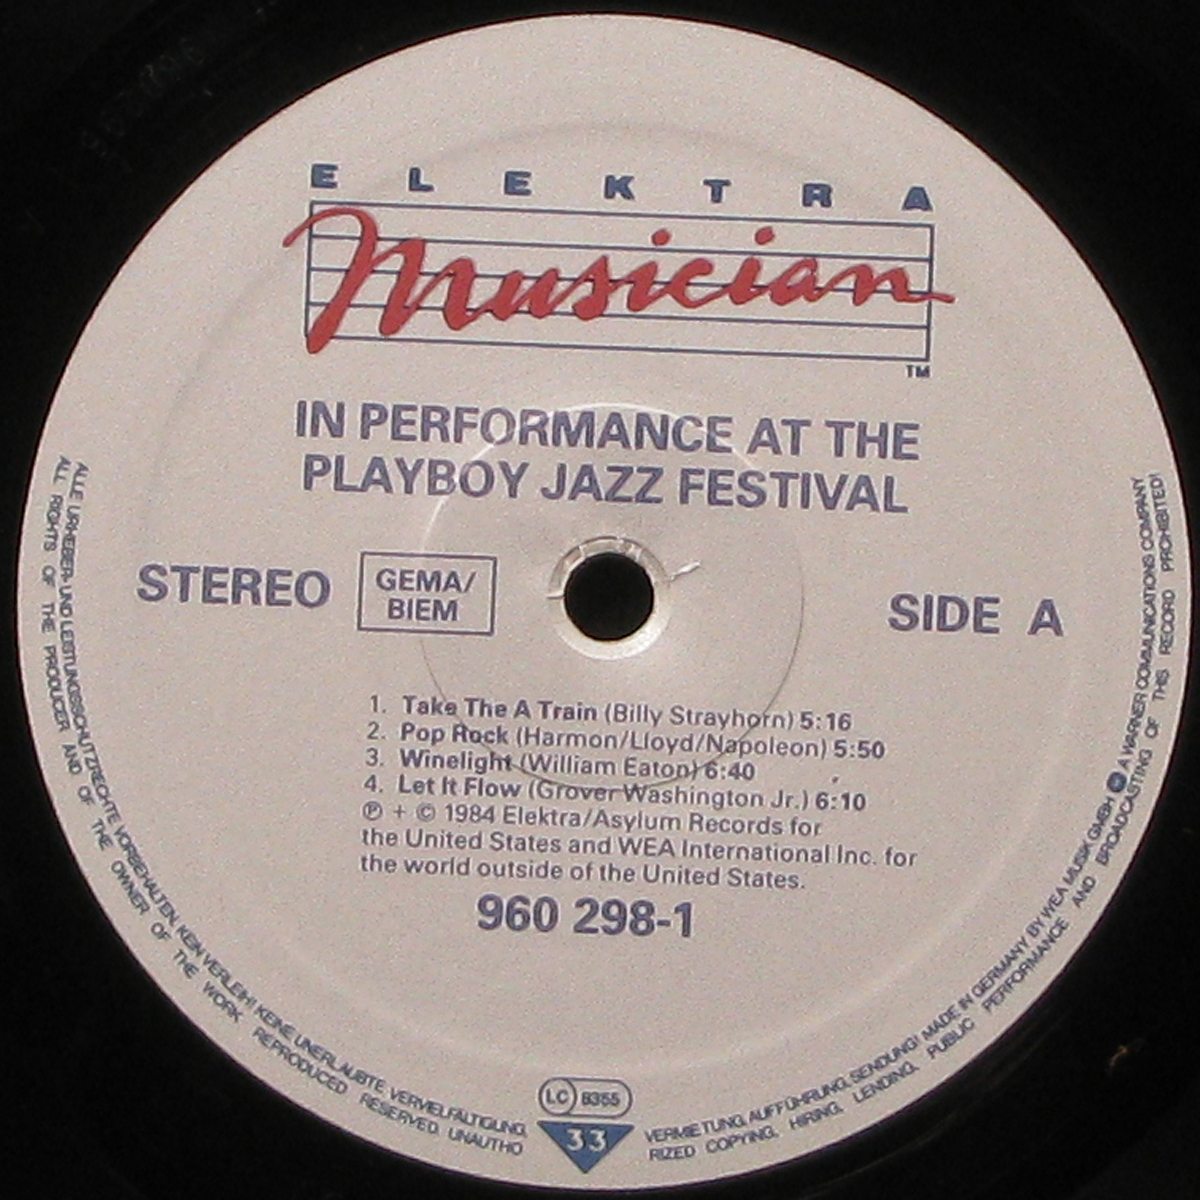 ELEKTRA
Musician
TM
IN PERFORMANCE AT THE
PLAYBOY JAZZ FESTIVAL
STEREO
GEMA/
BIEM
SIDE A
1. Take The A Train (Billy Strayhorn) 5:16
2. Pop Rock (Harmon/Lloyd/Napoleon) 5:50
3. Winelight (William Eaton) 6:40
4. Let It Flow (Grover Washington Jr.) 6:10
℗ + © 1984 Elektra/Asylum Records for
the United States and WEA International Inc. for
the world outside of the United States.
960 298-1
ALLE URHEBER- UND LEISTUNGSSCHUTZRECHTE VORBEHALTEN. KEIN VERLEIH! KEINE UNERLAUBTE VERVIELFÄLTIGUNG, VERMIETUNG, AUFFÜHRUNG, SENDUNG! MADE IN GERMANY BY WEA MUSIK GMBH A WARNER COMMUNICATIONS COMPANY
ALL RIGHTS OF THE PRODUCER AND OF THE OWNER OF THE WORK REPRODUCED RESERVED. UNAUTHORIZED COPYING, HIRING, LENDING, PUBLIC PERFORMANCE AND BROADCASTING OF THIS RECORD PROHIBITED!
LC 8355
33